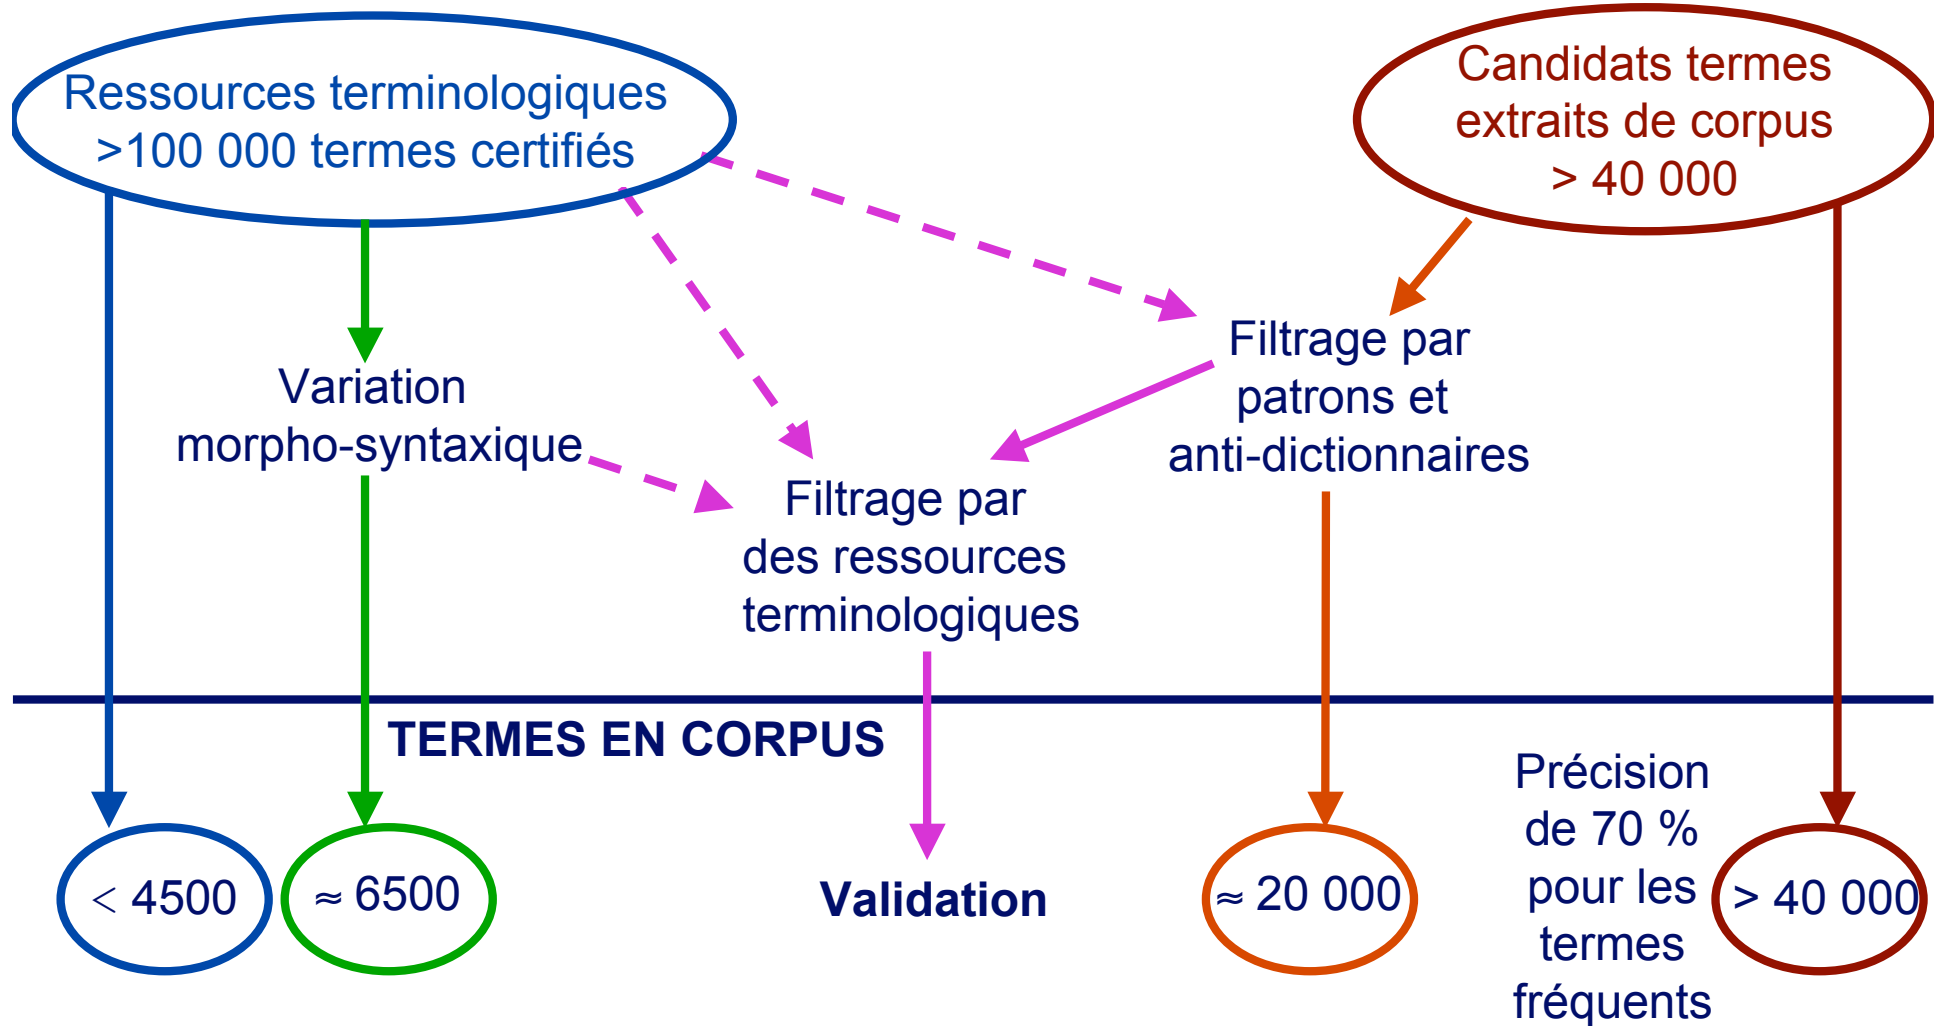 Ressources terminologiques
>100 000 termes certifiés
Candidats termes
extraits de corpus
> 40 000
Variation
morpho-syntaxique
Filtrage par
patrons et
anti-dictionnaires
Filtrage par
des ressources
terminologiques
TERMES EN CORPUS
< 4500
≈ 6500
Validation
≈ 20 000
Précision
de 70 %
pour les
termes
fréquents
> 40 000